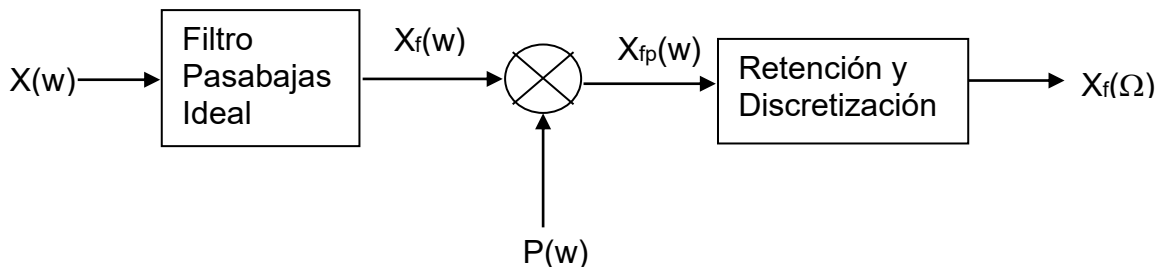 X(w)
Filtro
Pasabajas
Ideal
Xf(w)
Xfp(w)
Retención y
Discretización
Xf(Ω)
P(w)